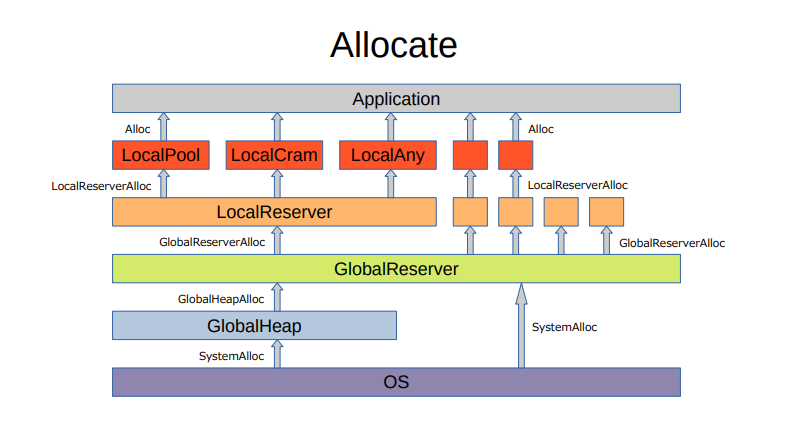 Allocate
Application
Alloc
Alloc
LocalPool
LocalCram
LocalAny
LocalReserverAlloc
LocalReserverAlloc
LocalReserver
GlobalReserverAlloc
GlobalReserverAlloc
GlobalReserver
GlobalHeapAlloc
GlobalHeap
SystemAlloc
SystemAlloc
OS